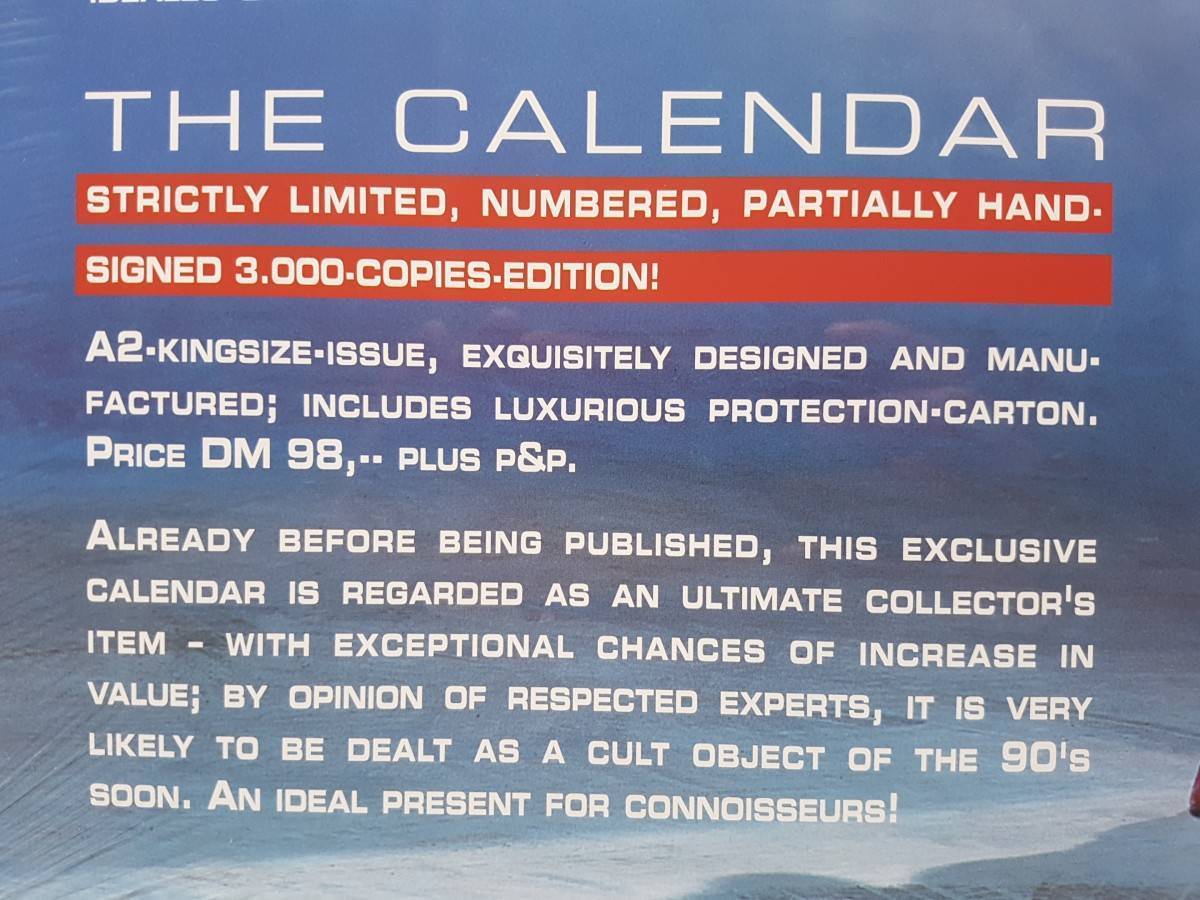 THE CALENDAR
STRICTLY LIMITED, NUMBERED, PARTIALLY HAND-
SIGNED 3.000-COPIES-EDITION!
A2-KINGSIZE-ISSUE, EXQUISITELY DESIGNED AND MANU-
FACTURED; INCLUDES LUXURIOUS PROTECTION-CARTON.
PRICE DM 98,-- PLUS P&P.
ALREADY BEFORE BEING PUBLISHED, THIS EXCLUSIVE
CALENDAR IS REGARDED AS AN ULTIMATE COLLECTOR'S
ITEM - WITH EXCEPTIONAL CHANCES OF INCREASE IN
VALUE; BY OPINION OF RESPECTED EXPERTS, IT IS VERY
LIKELY TO BE DEALT AS A CULT OBJECT OF THE 90'S
SOON. AN IDEAL PRESENT FOR CONNOISSEURS!